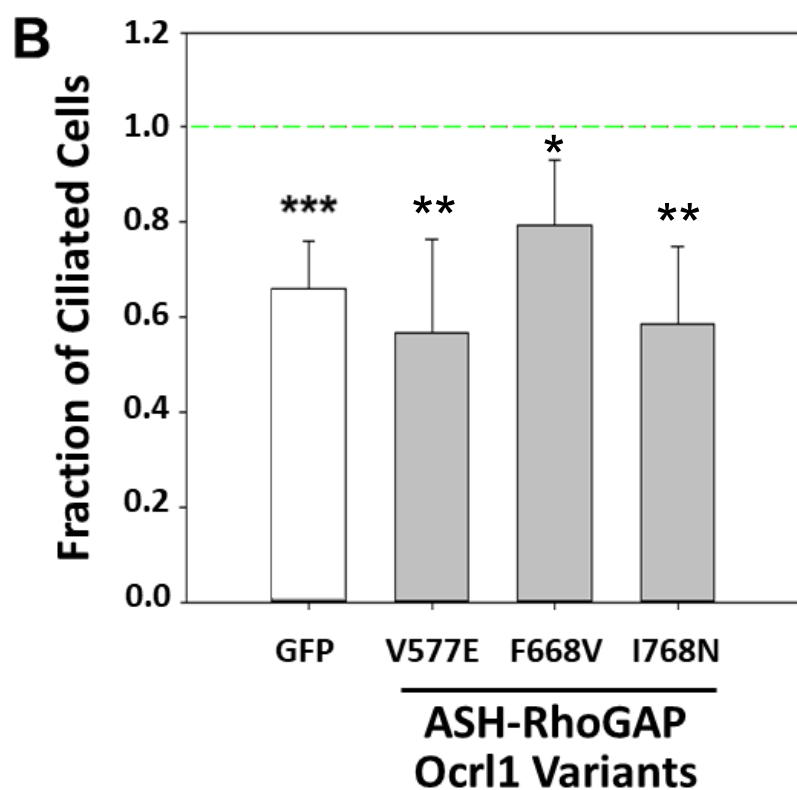 B
Fraction of Ciliated Cells
1.2
1.0
0.8
0.6
0.4
0.2
0.0
***
**
*
**
GFP V577E F668V I768N
ASH-RhoGAP
Ocrl1 Variants